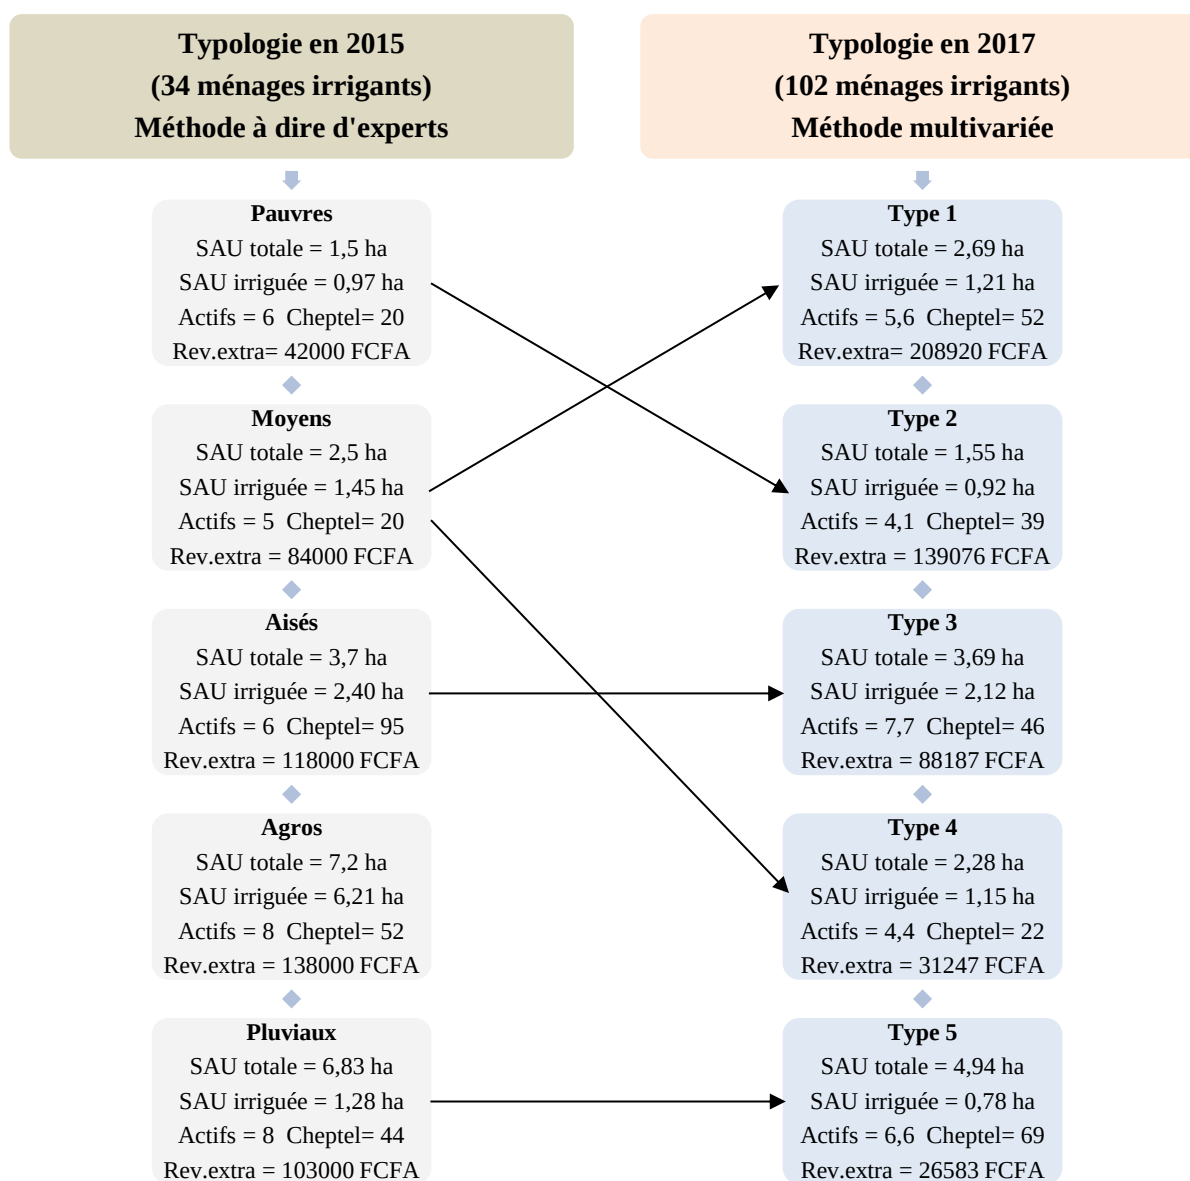 Typologie en 2015
(34 ménages irrigants)
Méthode à dire d'experts
Pauvres
SAU totale = 1,5 ha
SAU irriguée = 0,97 ha
Actifs = 6  Cheptel= 20
Rev.extra= 42000 FCFA
Moyens
SAU totale = 2,5 ha
SAU irriguée = 1,45 ha
Actifs = 5  Cheptel= 20
Rev.extra = 84000 FCFA
Aisés
SAU totale = 3,7 ha
SAU irriguée = 2,40 ha
Actifs = 6  Cheptel= 95
Rev.extra = 118000 FCFA
Agros
SAU totale = 7,2 ha
SAU irriguée = 6,21 ha
Actifs = 8  Cheptel= 52
Rev.extra = 138000 FCFA
Pluviaux
SAU totale = 6,83 ha
SAU irriguée = 1,28 ha
Actifs = 8  Cheptel= 44
Rev.extra = 103000 FCFA
Typologie en 2017
(102 ménages irrigants)
Méthode multivariée
Type 1
SAU totale = 2,69 ha
SAU irriguée = 1,21 ha
Actifs = 5,6  Cheptel= 52
Rev.extra= 208920 FCFA
Type 2
SAU totale = 1,55 ha
SAU irriguée = 0,92 ha
Actifs = 4,1  Cheptel= 39
Rev.extra = 139076 FCFA
Type 3
SAU totale = 3,69 ha
SAU irriguée = 2,12 ha
Actifs = 7,7  Cheptel= 46
Rev.extra = 88187 FCFA
Type 4
SAU totale = 2,28 ha
SAU irriguée = 1,15 ha
Actifs = 4,4  Cheptel= 22
Rev.extra = 31247 FCFA
Type 5
SAU totale = 4,94 ha
SAU irriguée = 0,78 ha
Actifs = 6,6  Cheptel= 69
Rev.extra = 26583 FCFA